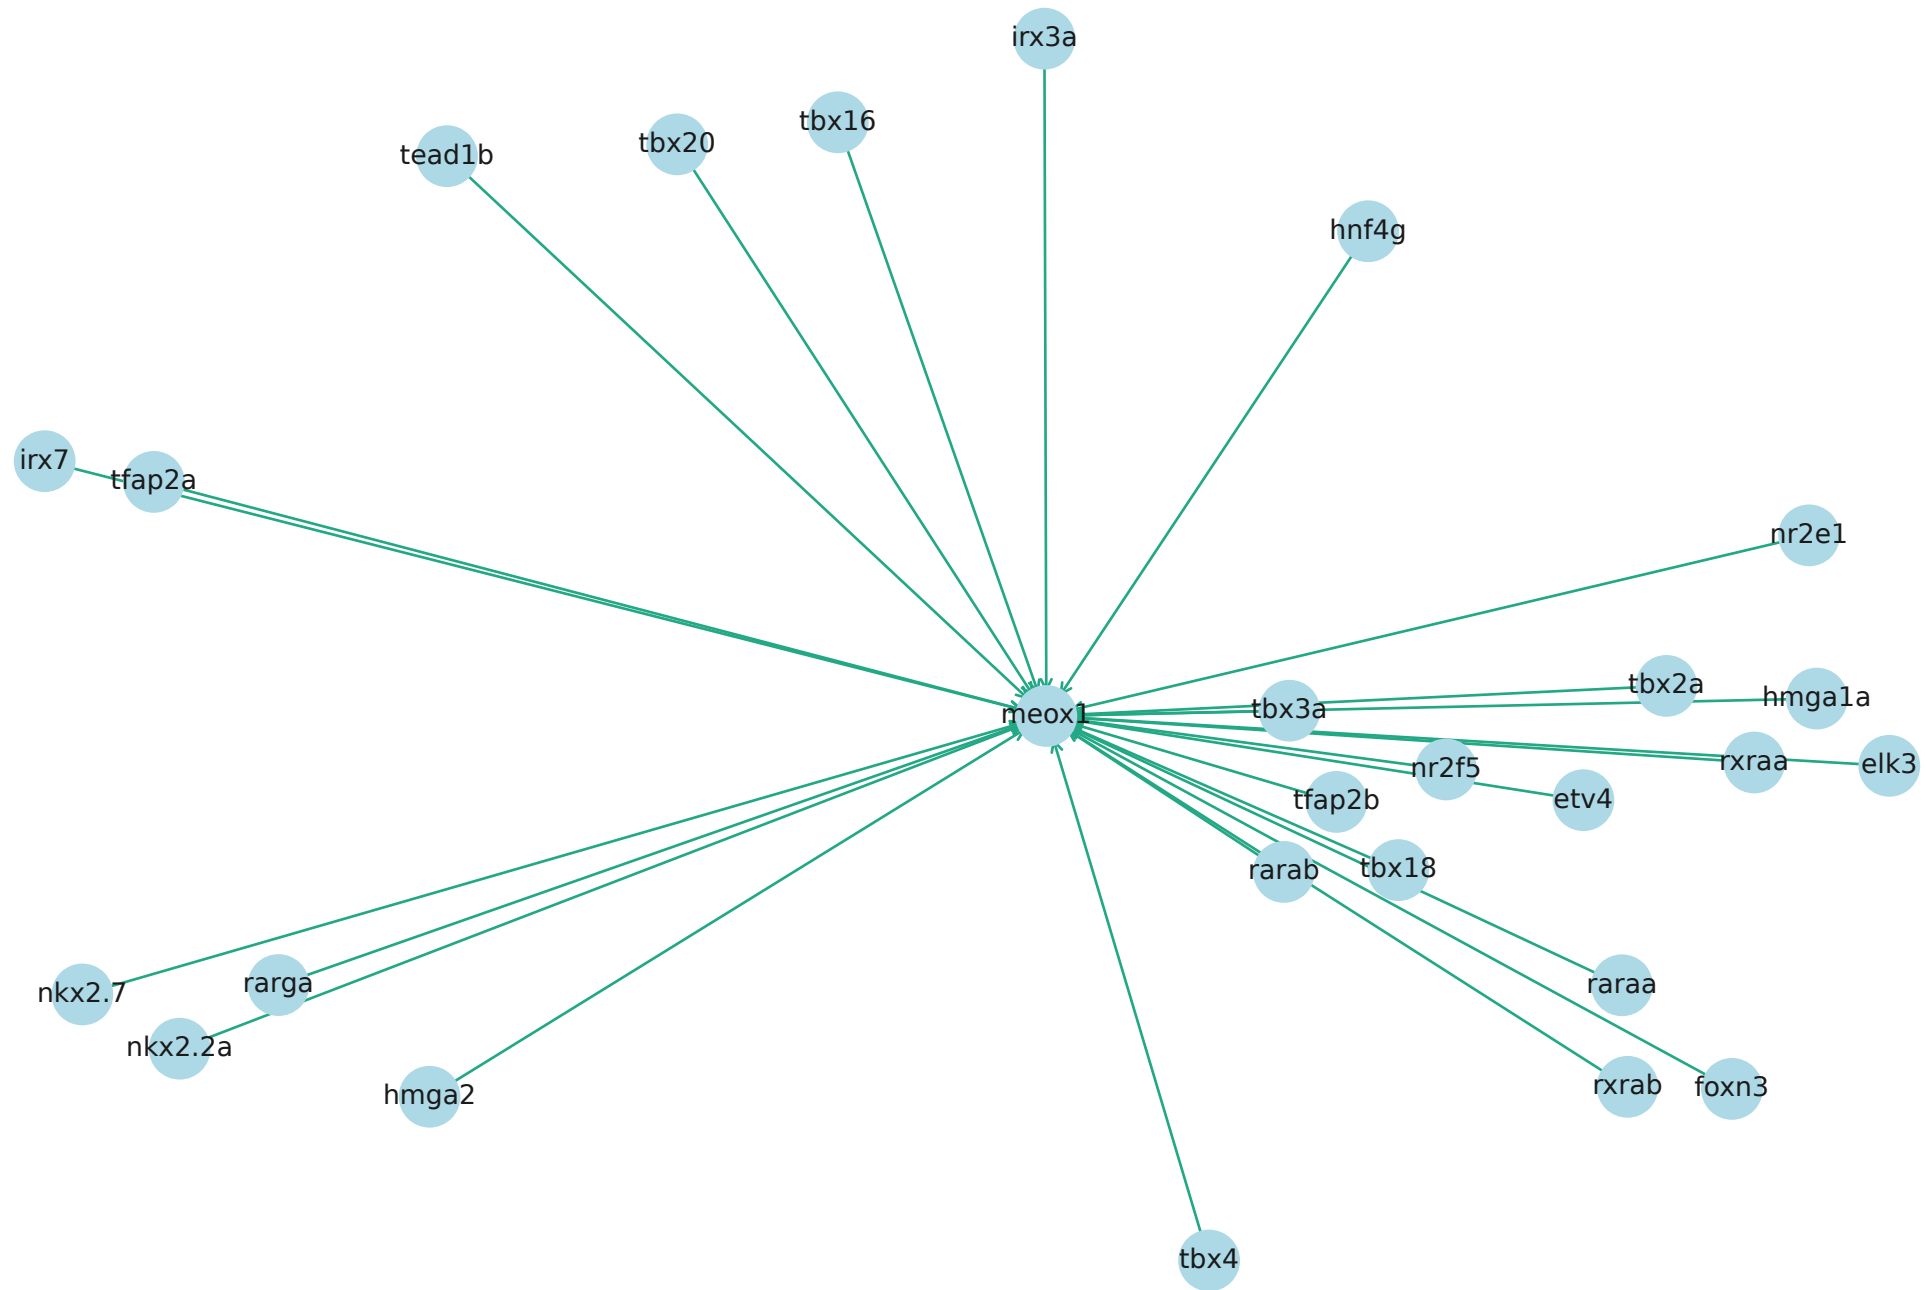 irx3a
tbx16
tbx20
tead1b
hnf4g
irx7
tfap2a
nr2e1
tbx2a
hmga1a
tbx3a
meox1
rxraa
elk3
nr2f5
tfap2b
etv4
tbx18
rarab
rarga
raraa
nkx2.7
nkx2.2a
rxrab
foxn3
hmga2
tbx4